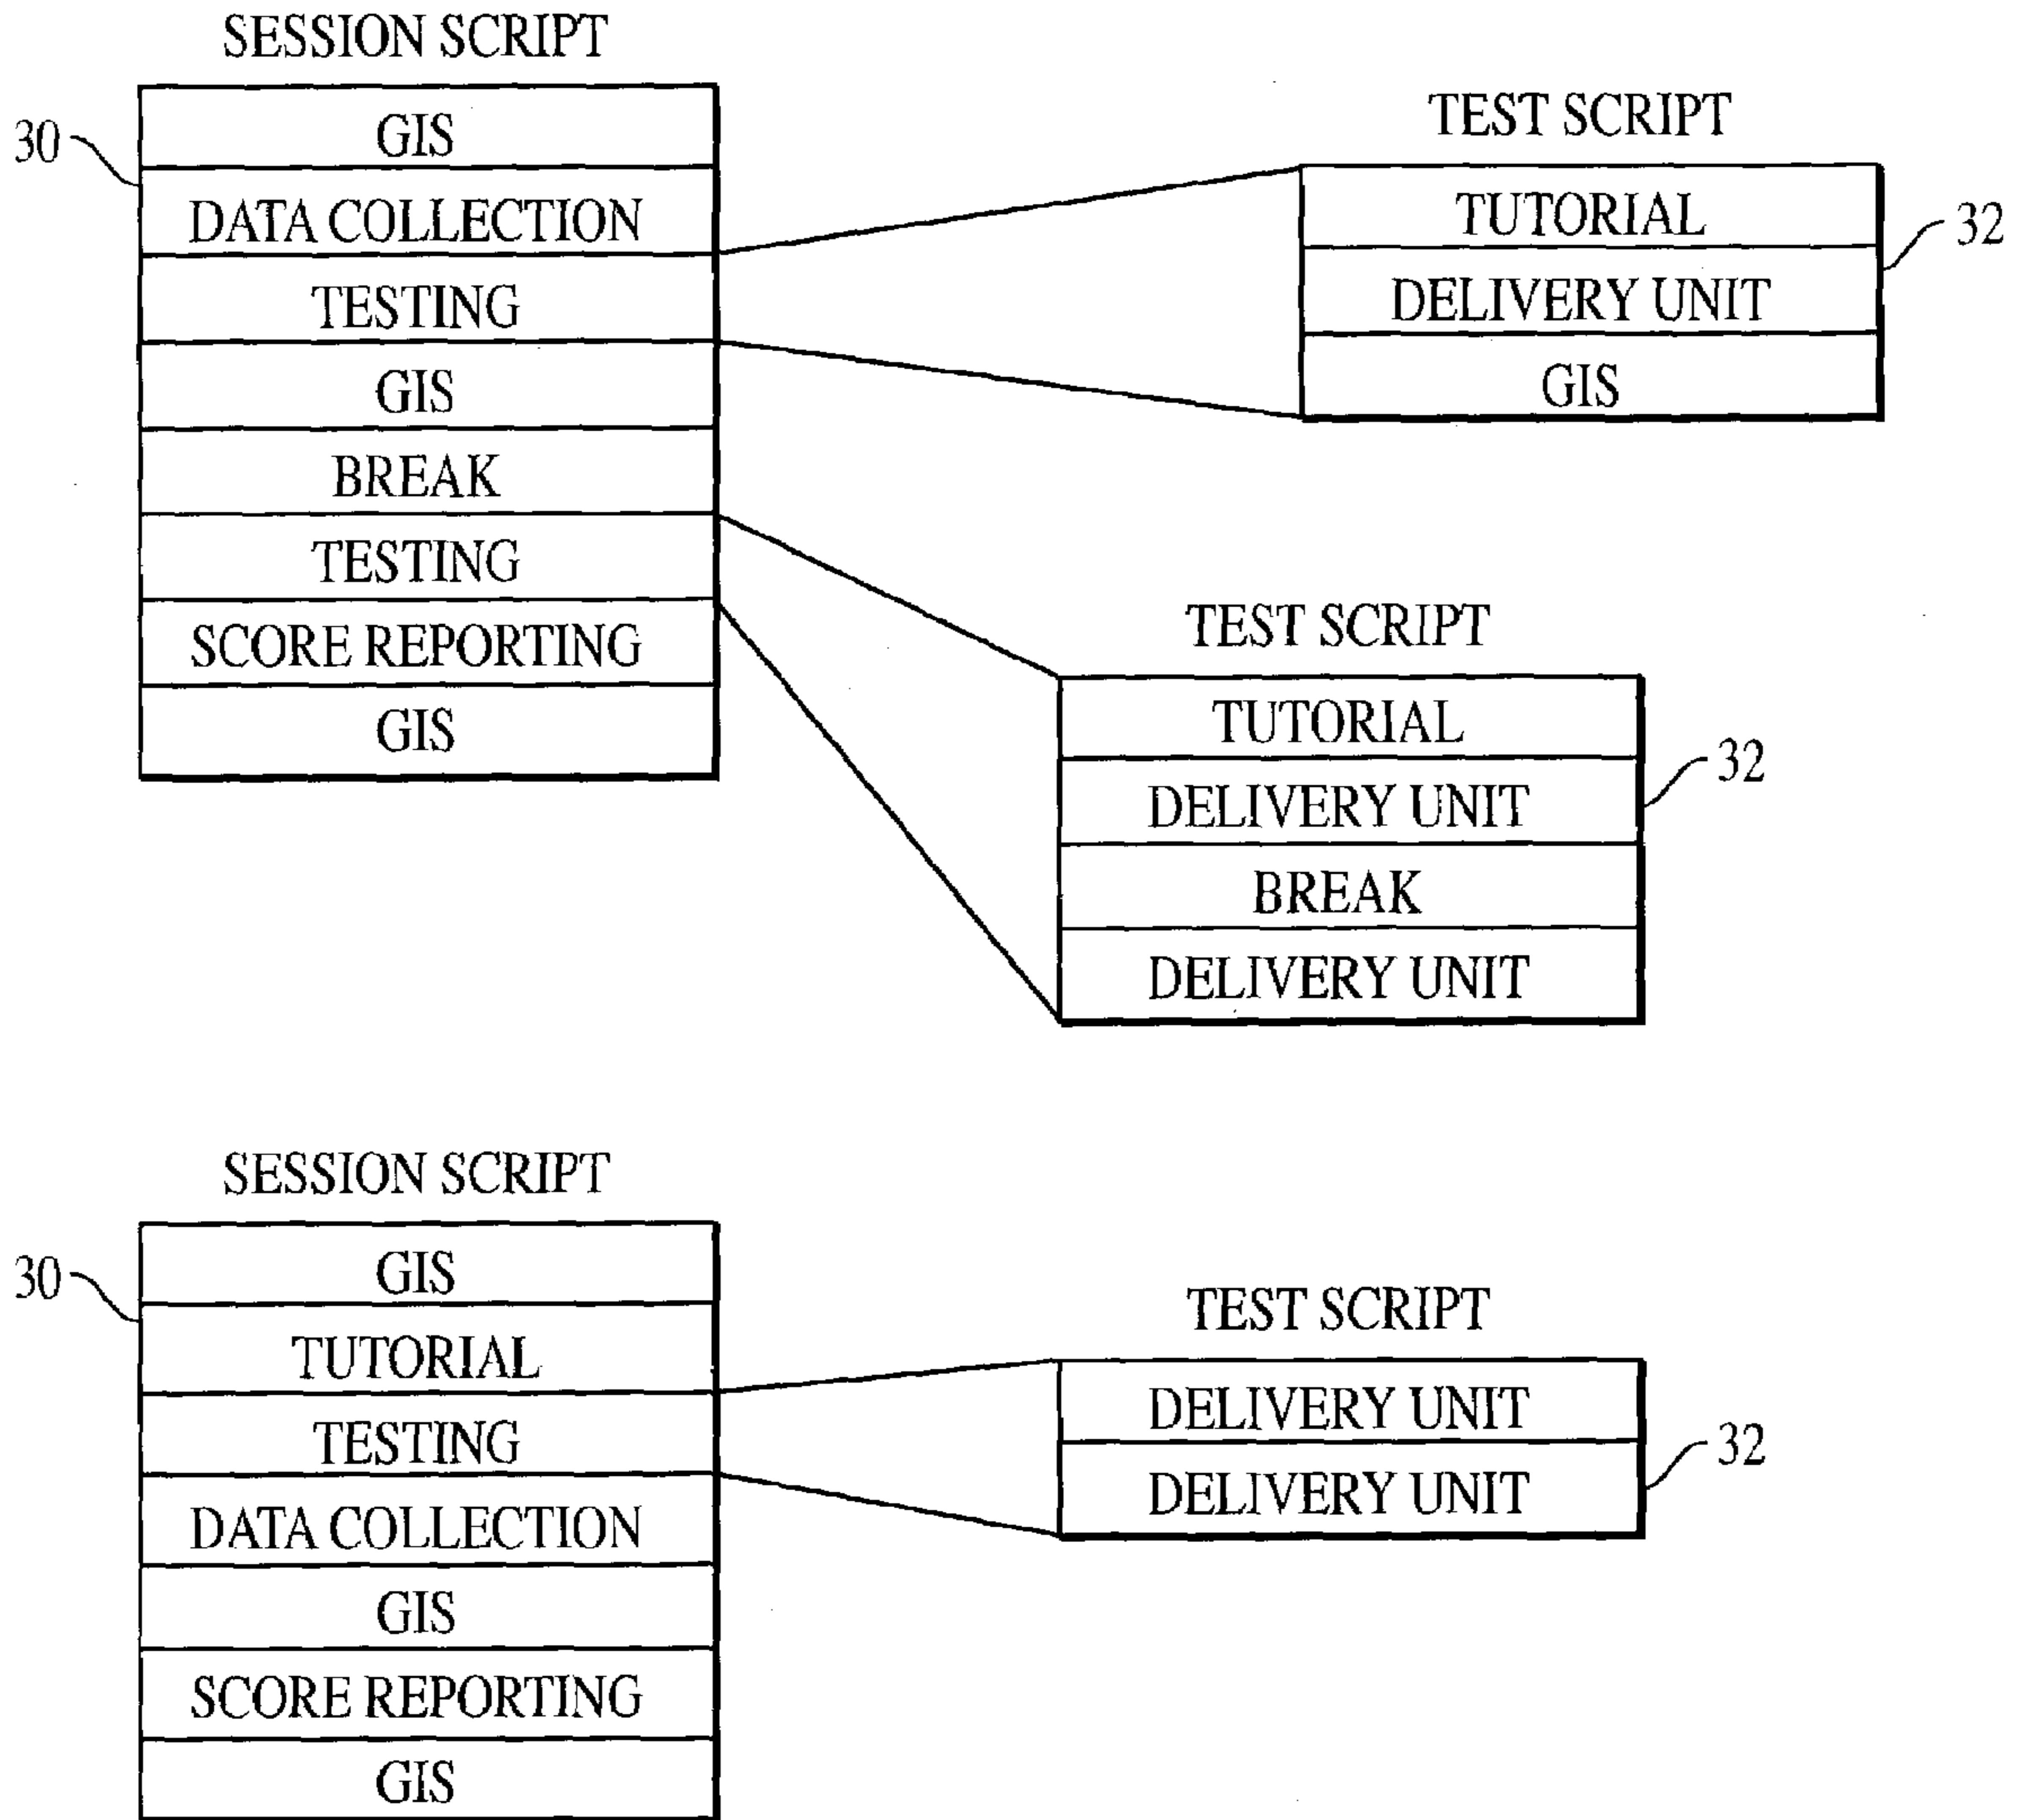 SESSION SCRIPT
30
GIS
DATA COLLECTION
TESTING
GIS
BREAK
TESTING
SCORE REPORTING
GIS
TEST SCRIPT
TUTORIAL
DELIVERY UNIT
GIS
32
TEST SCRIPT
TUTORIAL
DELIVERY UNIT
BREAK
DELIVERY UNIT
32
SESSION SCRIPT
30
GIS
TUTORIAL
TESTING
DATA COLLECTION
GIS
SCORE REPORTING
GIS
TEST SCRIPT
DELIVERY UNIT
DELIVERY UNIT
32